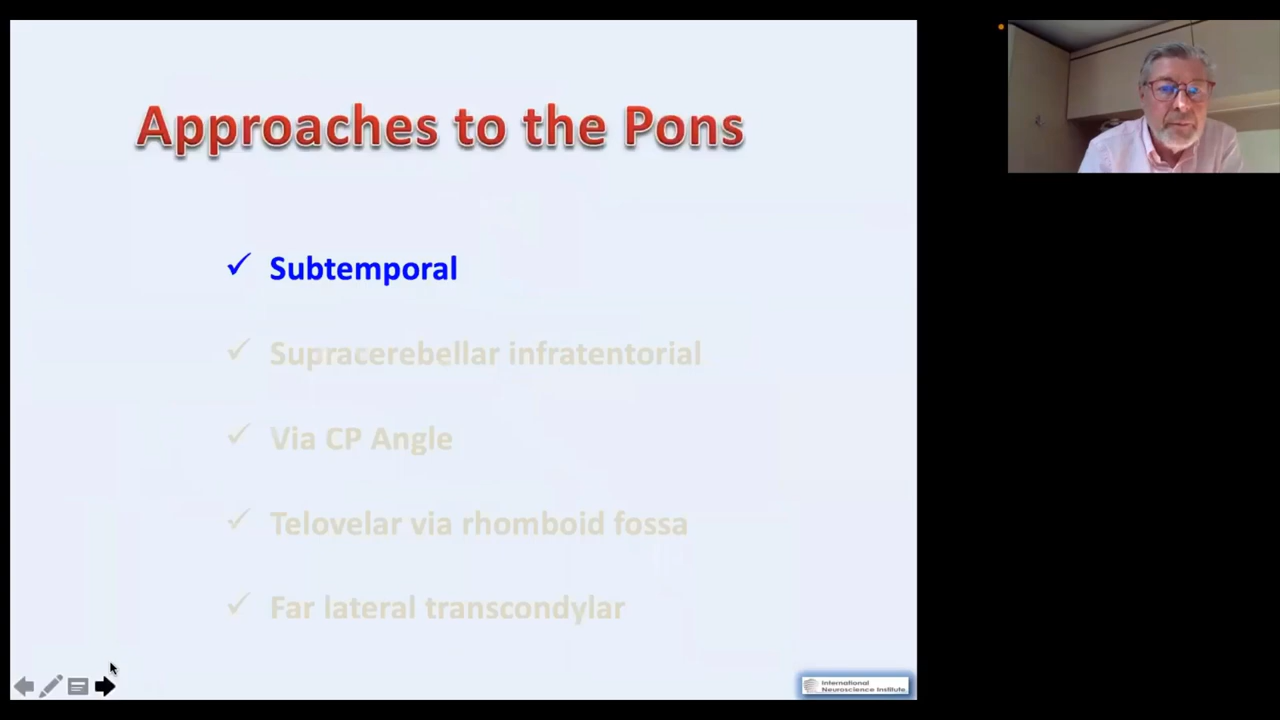 Approaches to the Pons
Subtemporal
Supracerebellar infratentorial
Via CP Angle
Telovelar via rhomboid fossa
Far lateral transcondylar
International
Neuroscience Institute